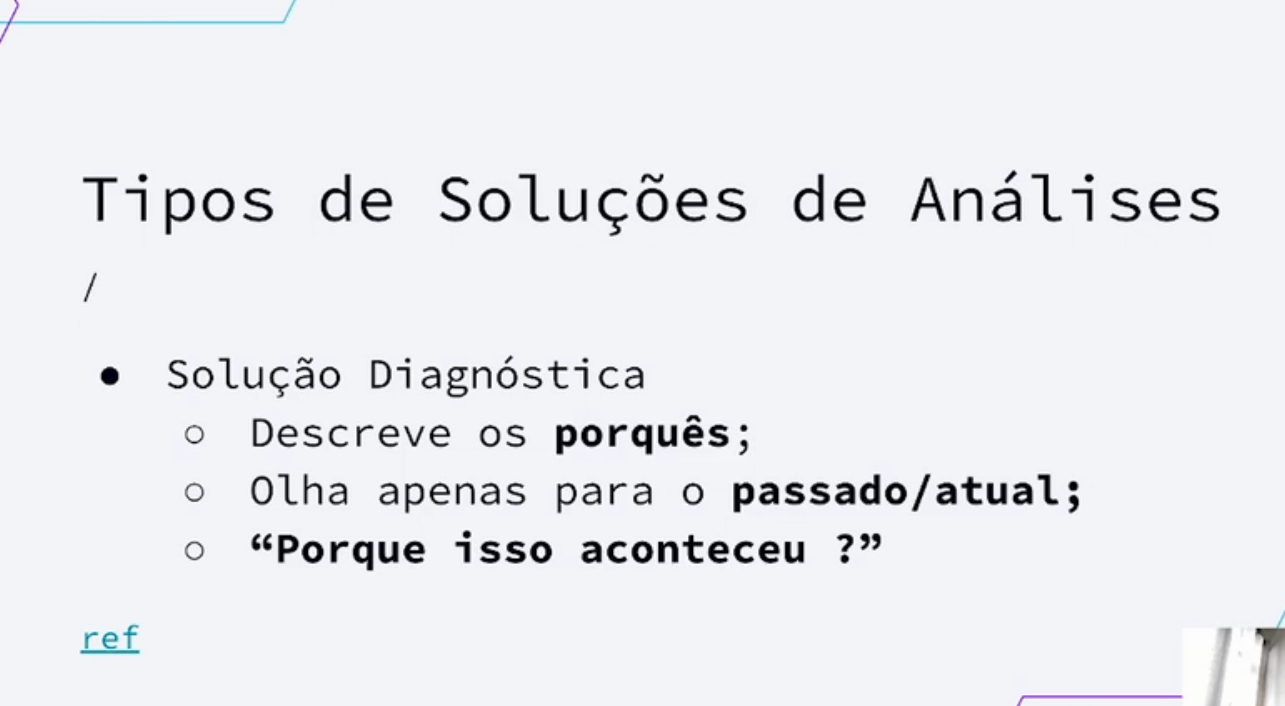 Tipos de Soluções de Análises
/
● Solução Diagnóstica
○ Descreve os porquês;
○ Olha apenas para o passado/atual;
○ “Porque isso aconteceu ?”
ref